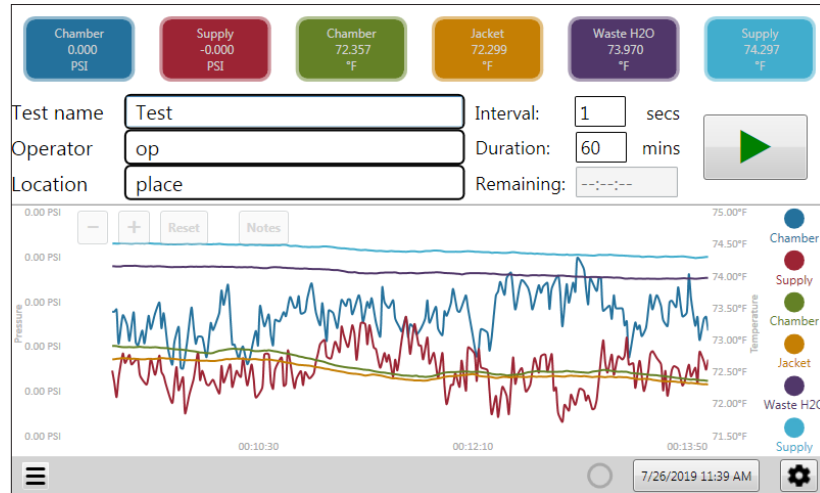 Chamber
0.000
PSI
Supply
-0.000
PSI
Chamber
72.357
°F
Jacket
72.299
°F
Waste H2O
73.970
°F
Supply
74.297
°F
Test name Test Interval: 1 secs
Operator op Duration: 60 mins
Location place Remaining: --:--:--
0.00 PSI
0.00 PSI
0.00 PSI
0.00 PSI
0.00 PSI
0.00 PSI
Pressure
− + Reset Notes
75.00°F
74.50°F
74.00°F
73.50°F
73.00°F
72.50°F
72.00°F
71.50°F
Temperature
Chamber
Supply
Chamber
Jacket
Waste H2O
Supply
00:10:30 00:12:10 00:13:50
7/26/2019 11:39 AM